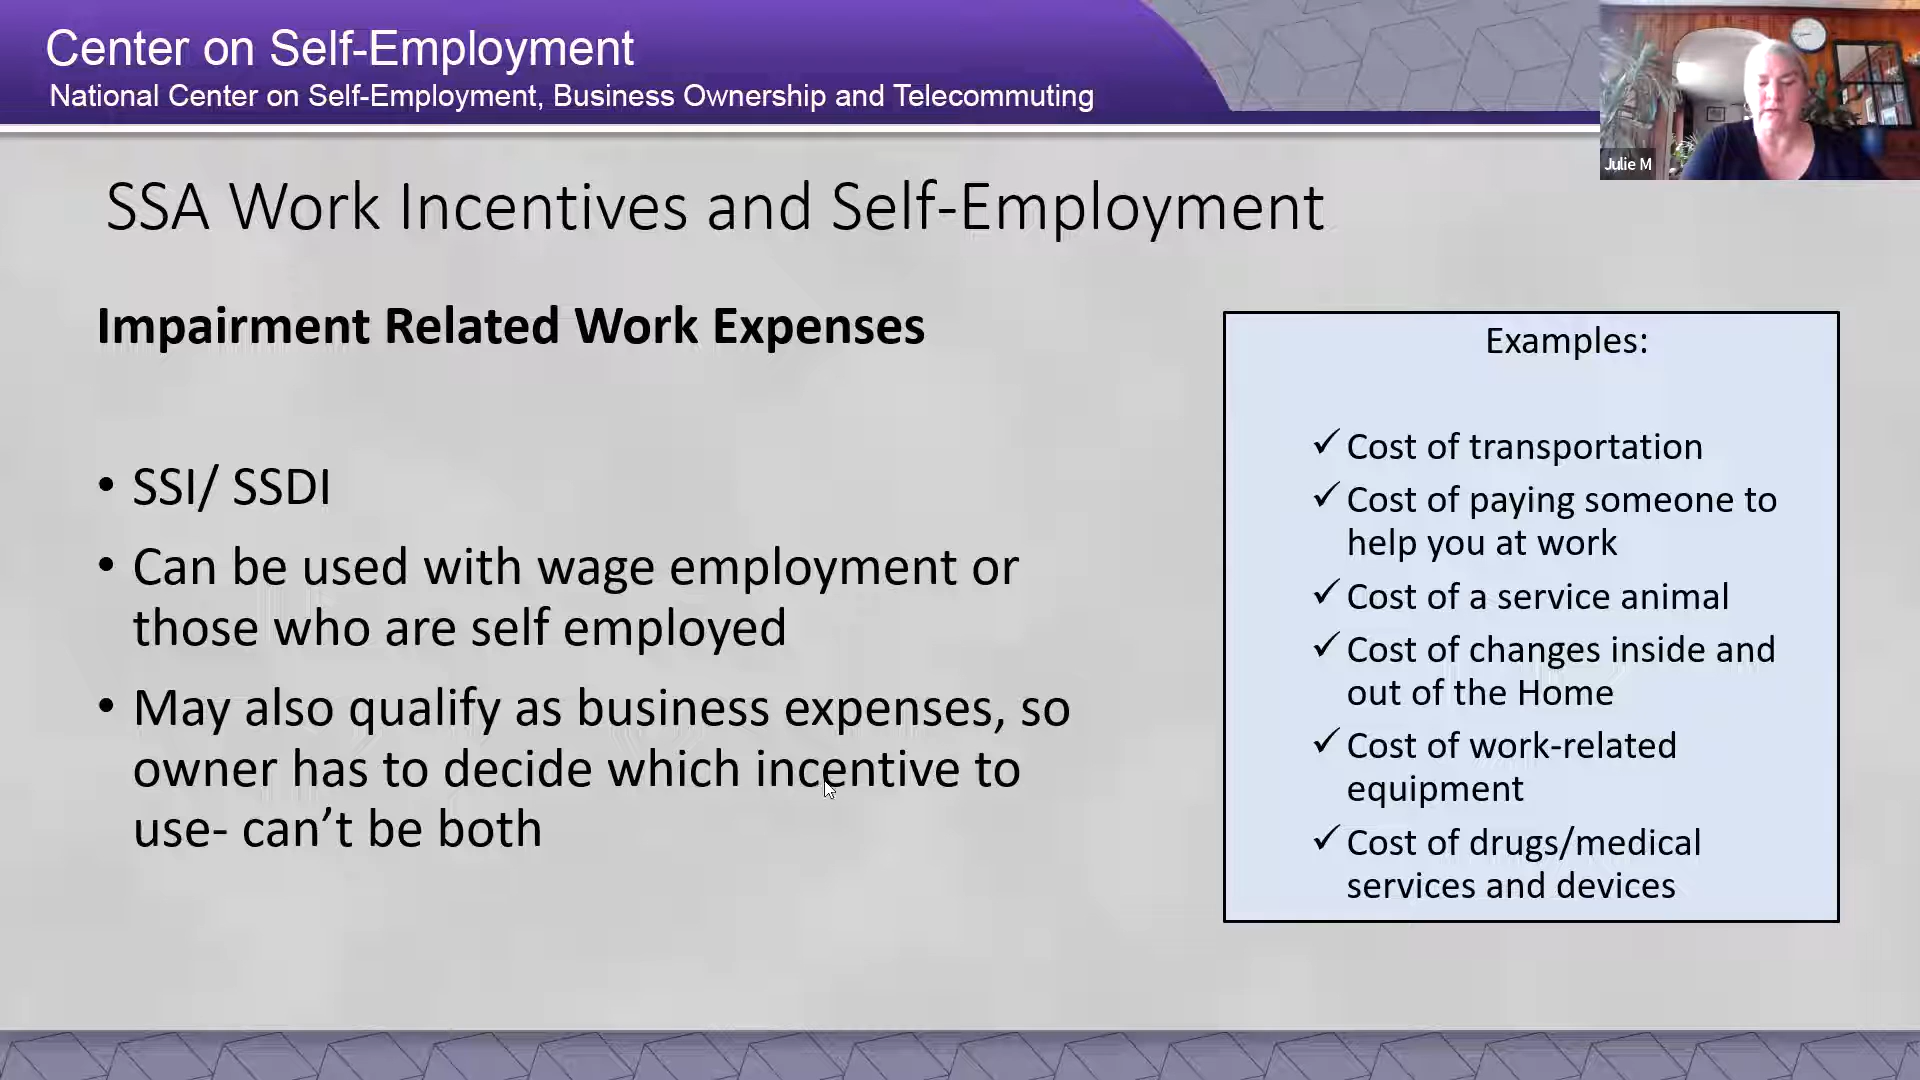 Center on Self-Employment
National Center on Self-Employment, Business Ownership and Telecommuting
Julie M
SSA Work Incentives and Self-Employment
Impairment Related Work Expenses
• SSI/ SSDI
• Can be used with wage employment or
those who are self employed
• May also qualify as business expenses, so
owner has to decide which incentive to
use- can’t be both
Examples:
✓ Cost of transportation
✓ Cost of paying someone to
help you at work
✓ Cost of a service animal
✓ Cost of changes inside and
out of the Home
✓ Cost of work-related
equipment
✓ Cost of drugs/medical
services and devices